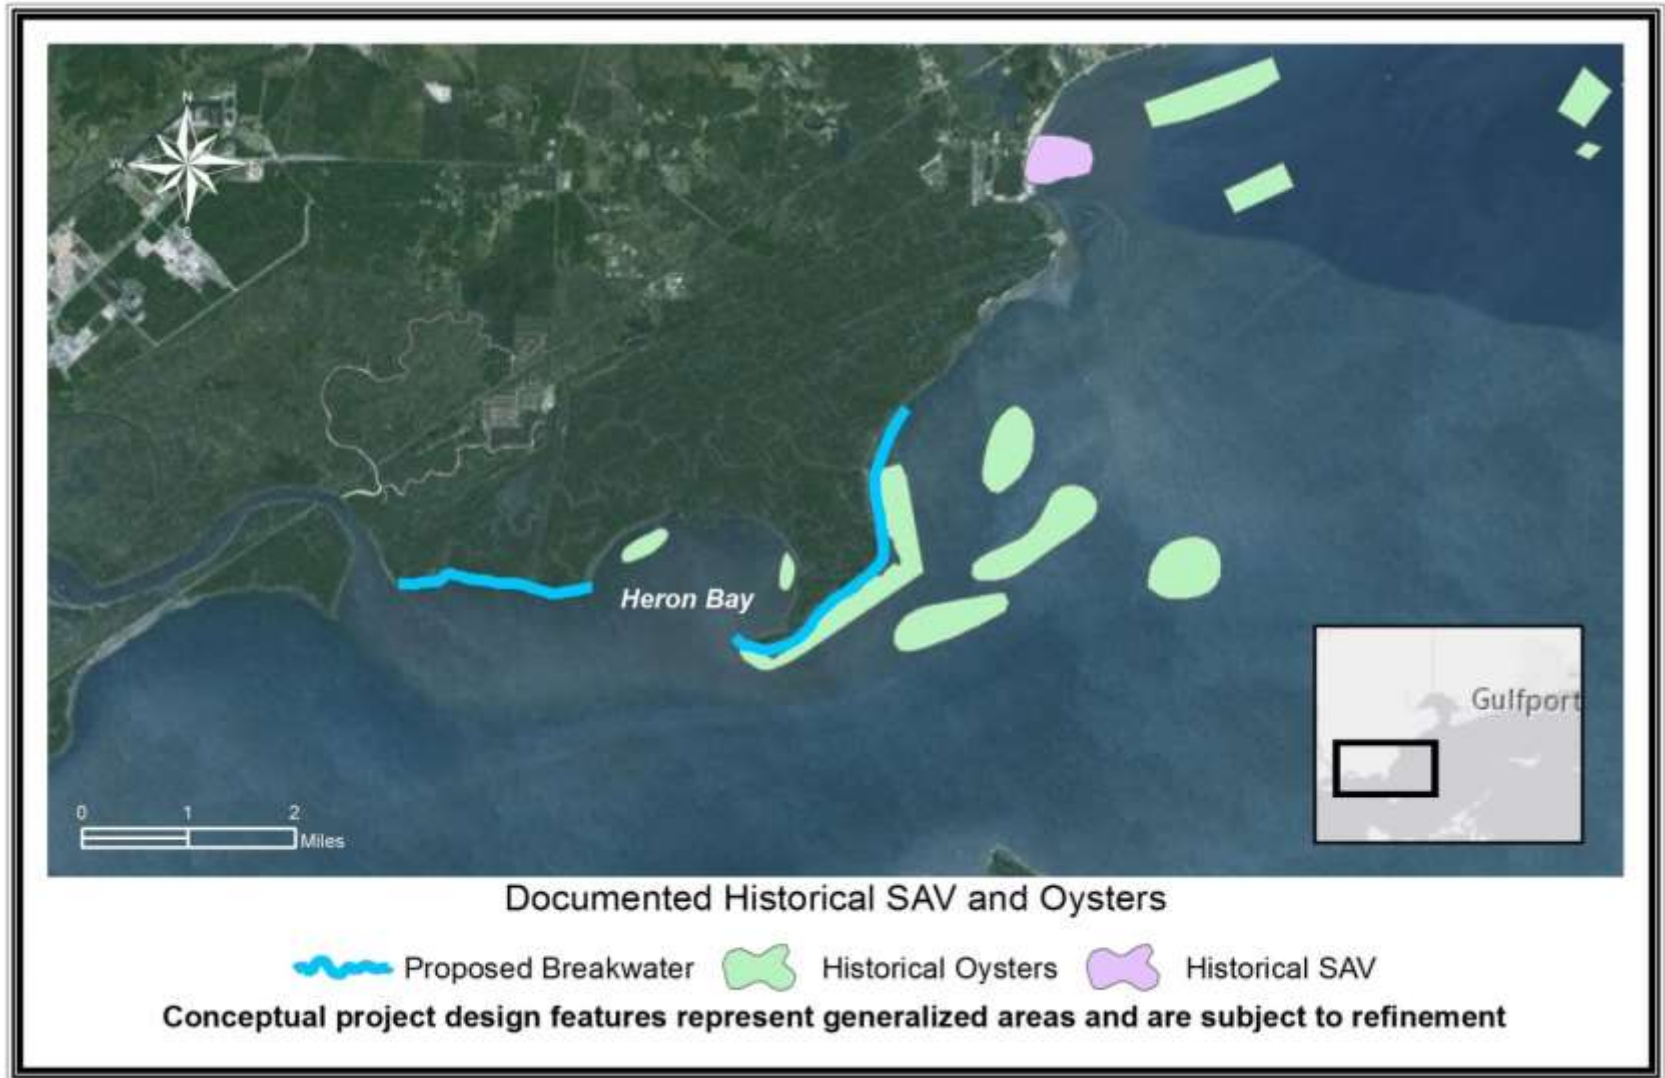 N
W
E
S
Heron Bay
Gulfport
0 1 2
Miles
Documented Historical SAV and Oysters
Proposed Breakwater Historical Oysters Historical SAV
Conceptual project design features represent generalized areas and are subject to refinement